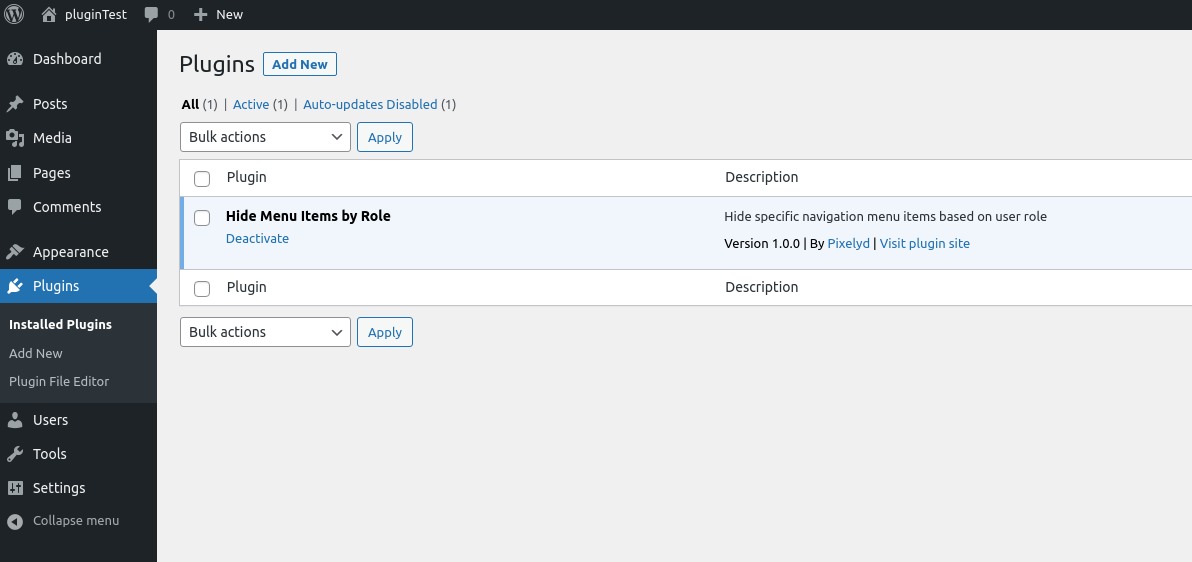 pluginTest 0 New
Dashboard
Posts
Media
Pages
Comments
Appearance
Plugins
Installed Plugins
Add New
Plugin File Editor
Users
Tools
Settings
Collapse menu
Plugins Add New
All (1) | Active (1) | Auto-updates Disabled (1)
Bulk actions Apply
Plugin Description
Hide Menu Items by Role Hide specific navigation menu items based on user role
Deactivate Version 1.0.0 | By Pixelyd | Visit plugin site
Plugin Description
Bulk actions Apply